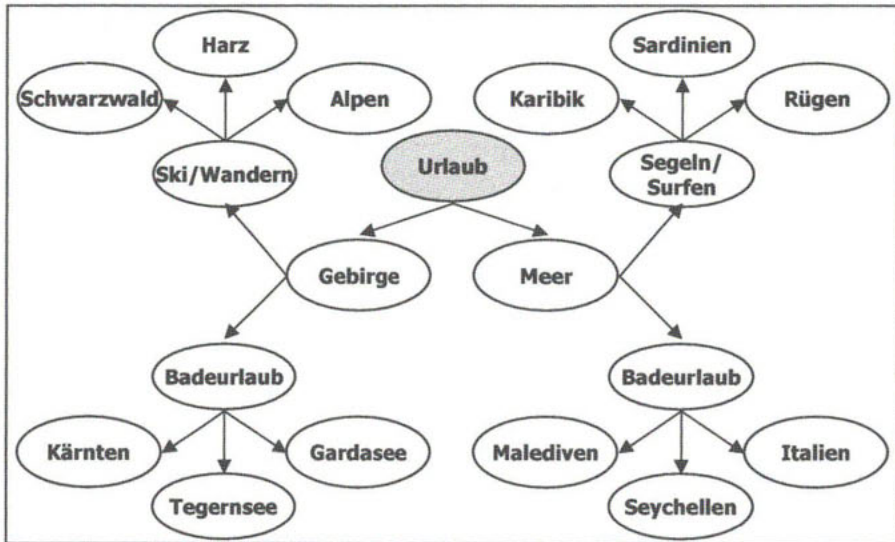 Harz
Sardinien
Schwarzwald
Alpen
Karibik
Rügen
Ski/Wandern
Urlaub
Segeln/
Surfen
Gebirge
Meer
Badeurlaub
Badeurlaub
Kärnten
Gardasee
Malediven
Italien
Tegernsee
Seychellen